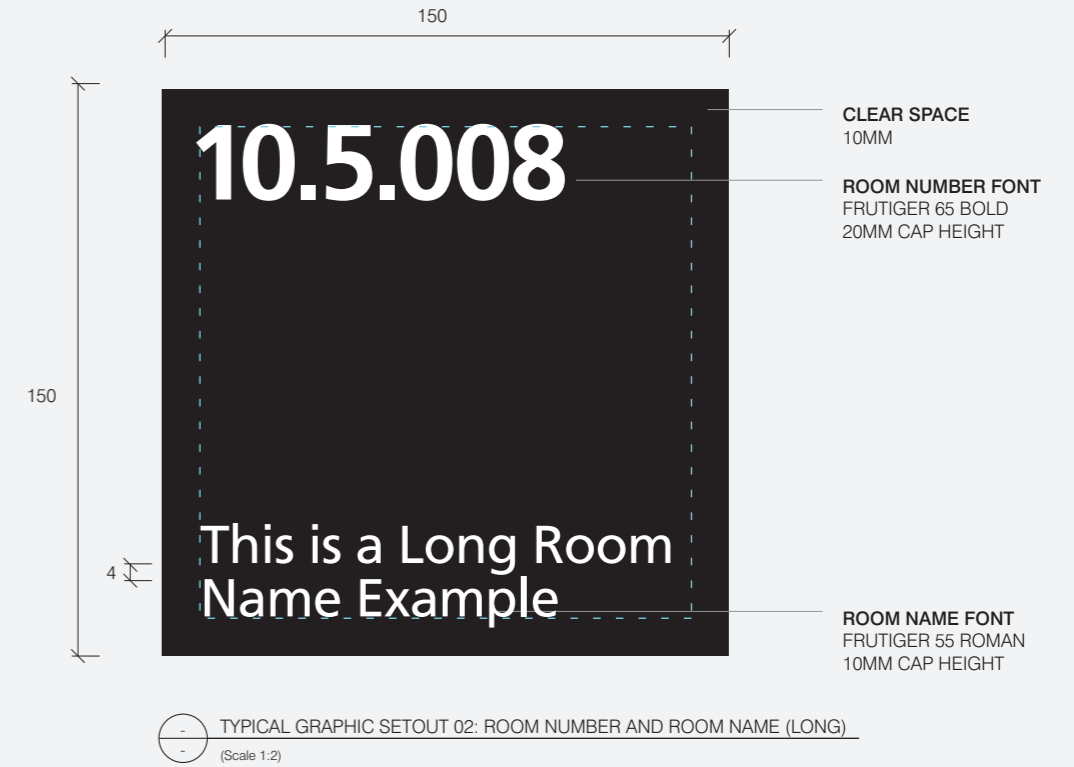 150
CLEAR SPACE
10MM
10.5.008
ROOM NUMBER FONT
FRUTIGER 65 BOLD
20MM CAP HEIGHT
150
This is a Long Room
Name Example
4
ROOM NAME FONT
FRUTIGER 55 ROMAN
10MM CAP HEIGHT
-
-
TYPICAL GRAPHIC SETOUT 02: ROOM NUMBER AND ROOM NAME (LONG)
(Scale 1:2)